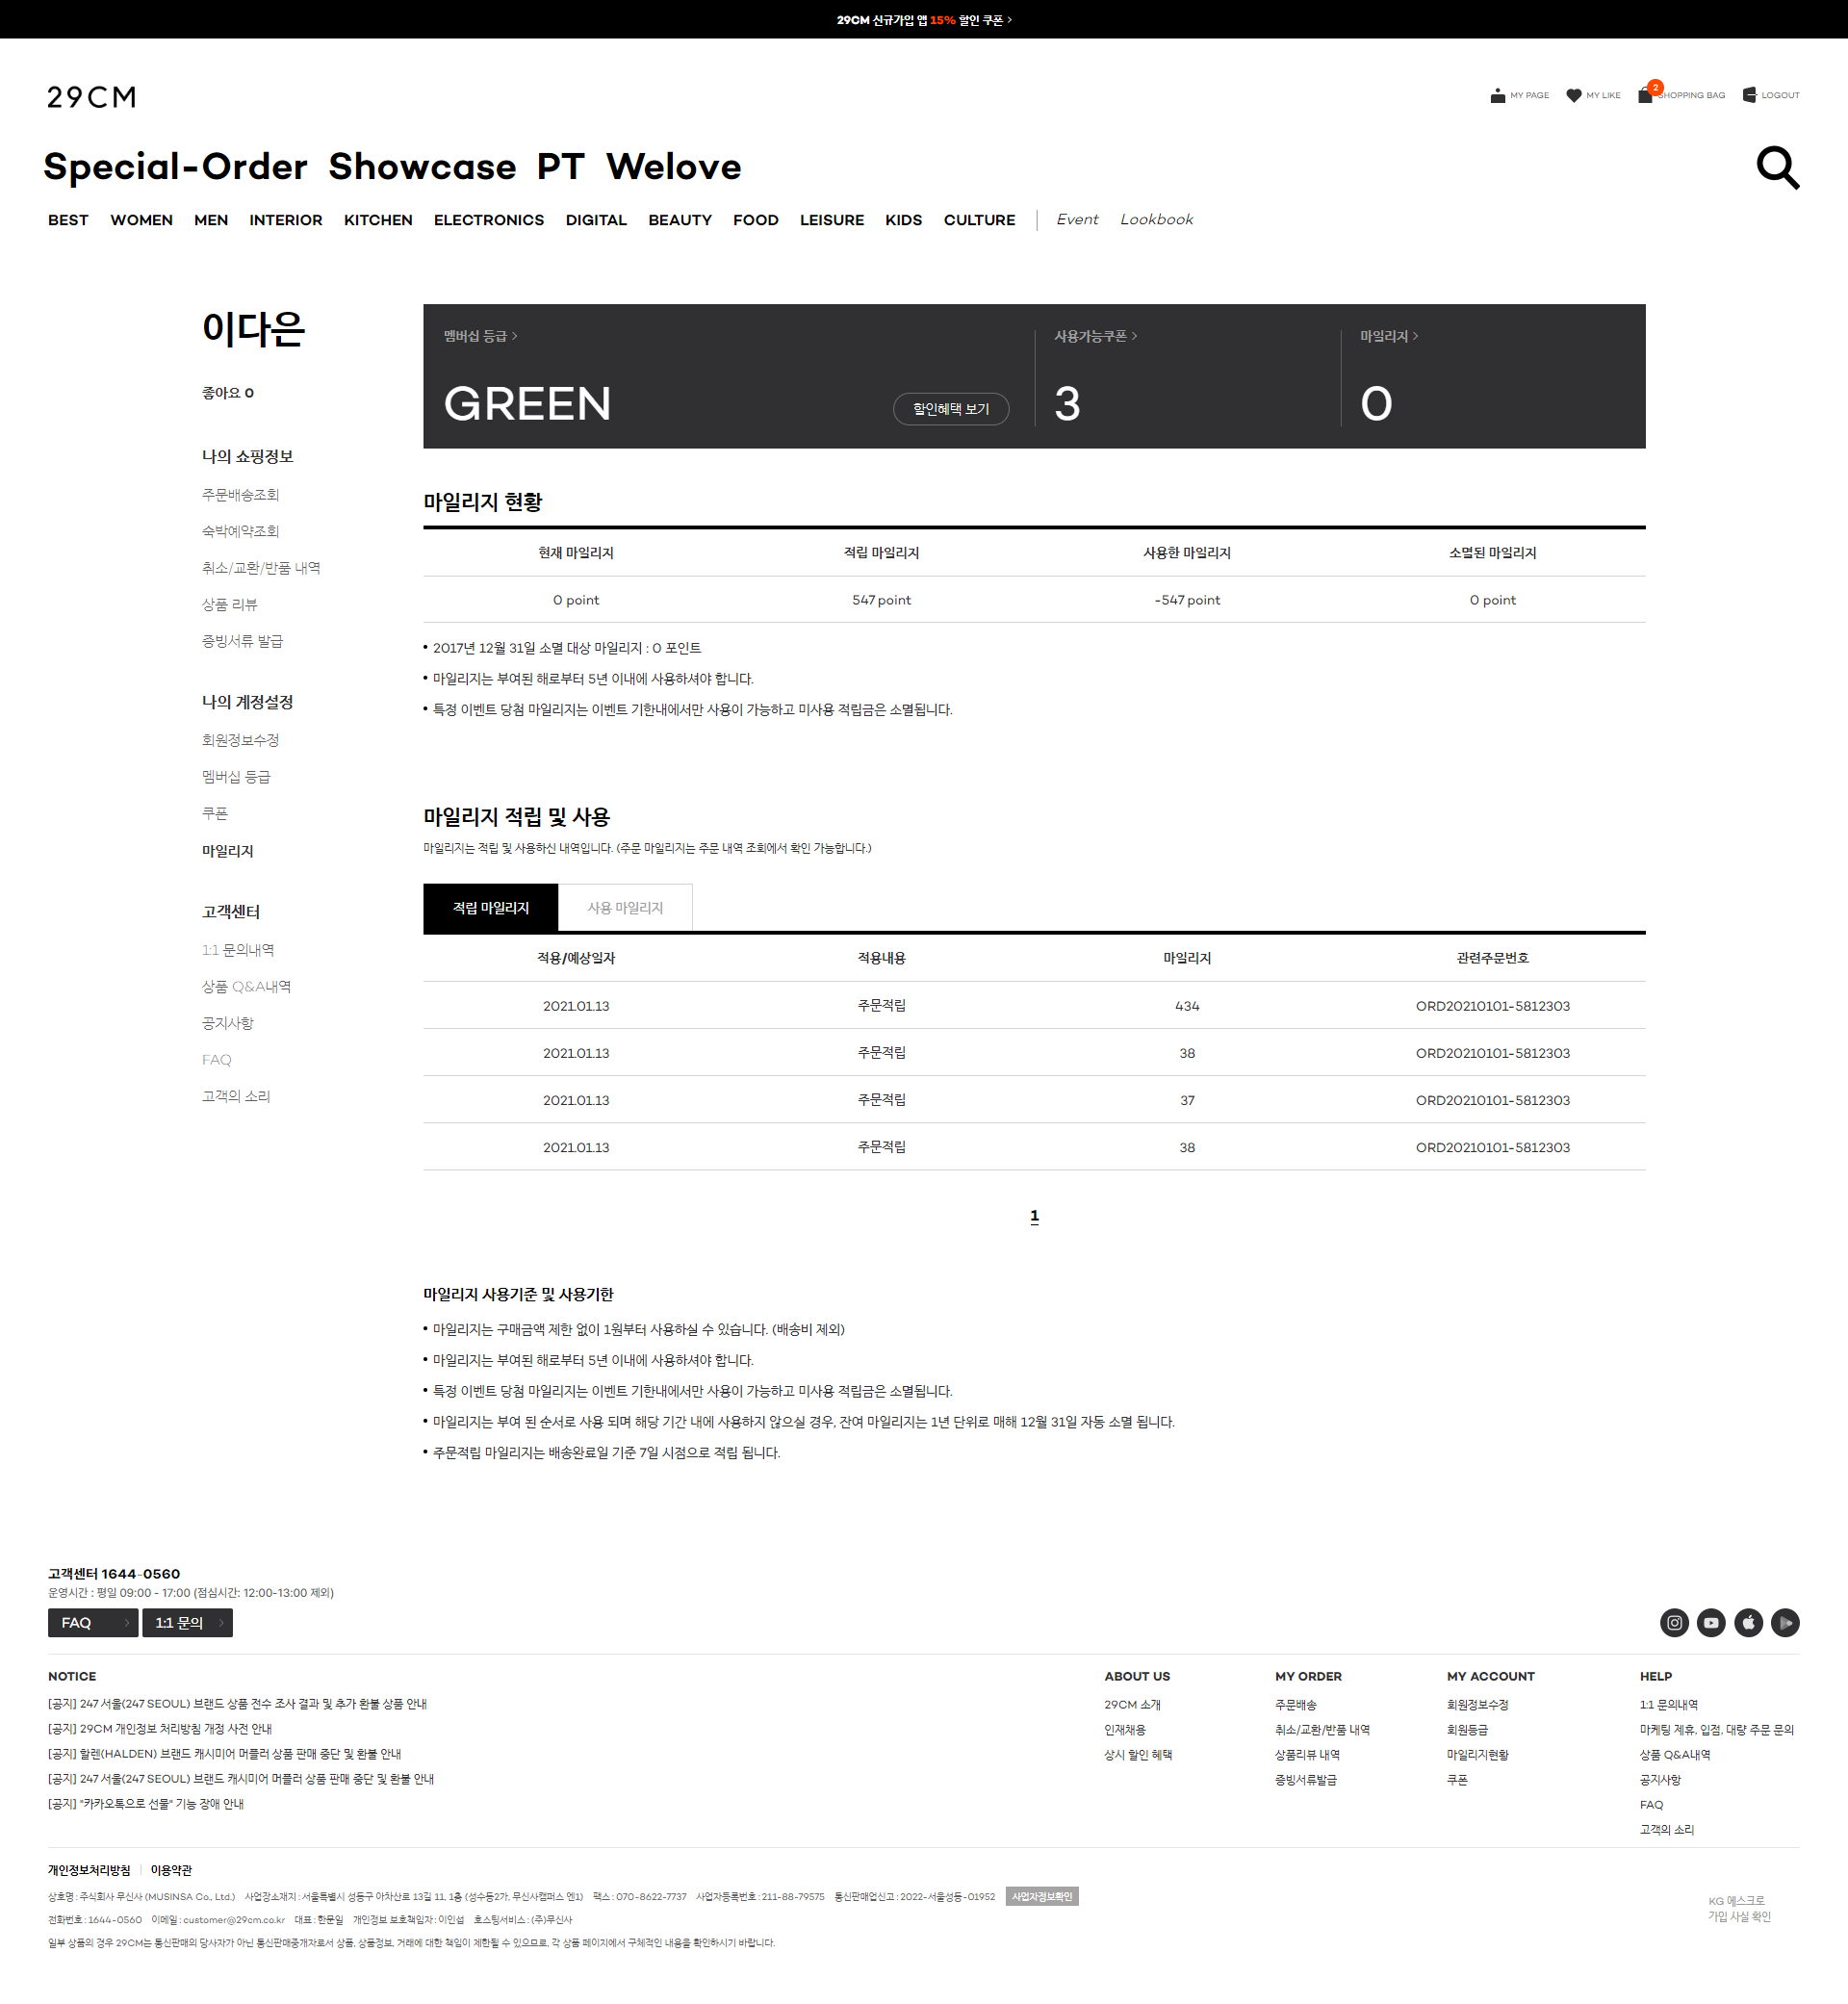 29CM 신규가입 앱 15% 할인 쿠폰 >
29CM
MY PAGE MY LIKE 2 SHOPPING BAG LOGOUT
Special-Order Showcase PT Welove
BEST WOMEN MEN INTERIOR KITCHEN ELECTRONICS DIGITAL BEAUTY FOOD LEISURE KIDS CULTURE Event Lookbook
이다은
좋아요 0
나의 쇼핑정보
주문배송조회
숙박예약조회
취소/교환/반품 내역
상품 리뷰
증빙서류 발급
나의 계정설정
회원정보수정
멤버십 등급
쿠폰
마일리지
고객센터
1:1 문의내역
상품 Q&A내역
공지사항
FAQ
고객의 소리
멤버십 등급 > 사용가능쿠폰 > 마일리지 >
GREEN 할인혜택 보기 3 0
마일리지 현황
현재 마일리지 적립 마일리지 사용한 마일리지 소멸된 마일리지
0 point 547 point -547 point 0 point
• 2017년 12월 31일 소멸 대상 마일리지 : 0 포인트
• 마일리지는 부여된 해로부터 5년 이내에 사용하셔야 합니다.
• 특정 이벤트 당첨 마일리지는 이벤트 기한내에서만 사용이 가능하고 미사용 적립금은 소멸됩니다.
마일리지 적립 및 사용
마일리지는 적립 및 사용하신 내역입니다. (주문 마일리지는 주문 내역 조회에서 확인 가능합니다.)
적립 마일리지 사용 마일리지
적용/예상일자 적용내용 마일리지 관련주문번호
2021.01.13 주문적립 434 ORD20210101-5812303
2021.01.13 주문적립 38 ORD20210101-5812303
2021.01.13 주문적립 37 ORD20210101-5812303
2021.01.13 주문적립 38 ORD20210101-5812303
1
마일리지 사용기준 및 사용기한
• 마일리지는 구매금액 제한 없이 1원부터 사용하실 수 있습니다. (배송비 제외)
• 마일리지는 부여된 해로부터 5년 이내에 사용하셔야 합니다.
• 특정 이벤트 당첨 마일리지는 이벤트 기한내에서만 사용이 가능하고 미사용 적립금은 소멸됩니다.
• 마일리지는 부여 된 순서로 사용 되며 해당 기간 내에 사용하지 않으실 경우, 잔여 마일리지는 1년 단위로 매해 12월 31일 자동 소멸 됩니다.
• 주문적립 마일리지는 배송완료일 기준 7일 시점으로 적립 됩니다.
고객센터 1644-0560
운영시간 : 평일 09:00 - 17:00 (점심시간: 12:00-13:00 제외)
FAQ > 1:1 문의 >
NOTICE
[공지] 247 서울(247 SEOUL) 브랜드 상품 전수 조사 결과 및 추가 환불 상품 안내
[공지] 29CM 개인정보 처리방침 개정 사전 안내
[공지] 할렌(HALDEN) 브랜드 캐시미어 머플러 상품 판매 중단 및 환불 안내
[공지] 247 서울(247 SEOUL) 브랜드 캐시미어 머플러 상품 판매 중단 및 환불 안내
[공지] "카카오톡으로 선물" 기능 장애 안내
ABOUT US
29CM 소개
인재채용
상시 할인 혜택
MY ORDER
주문배송
취소/교환/반품 내역
상품리뷰 내역
증빙서류발급
MY ACCOUNT
회원정보수정
회원등급
마일리지현황
쿠폰
HELP
1:1 문의내역
마케팅 제휴, 입점, 대량 주문 문의
상품 Q&A내역
공지사항
FAQ
고객의 소리
개인정보처리방침 이용약관
상호명 : 주식회사 무신사 (MUSINSA Co., Ltd.) 사업장소재지 : 서울특별시 성동구 아차산로 13길 11, 1층 (성수동2가, 무신사캠퍼스 엔1) 팩스 : 070-8622-7737 사업자등록번호 : 211-88-79575 통신판매업신고 : 2022-서울성동-01952 사업자정보확인
전화번호 : 1644-0560 이메일 : customer@29cm.co.kr 대표 : 한문일 개인정보 보호책임자 : 이인섭 호스팅서비스 : (주)무신사
일부 상품의 경우 29CM는 통신판매의 당사자가 아닌 통신판매중개자로서 상품, 상품정보, 거래에 대한 책임이 제한될 수 있으므로, 각 상품 페이지에서 구체적인 내용을 확인하시기 바랍니다.
KG 에스크로
가입 사실 확인